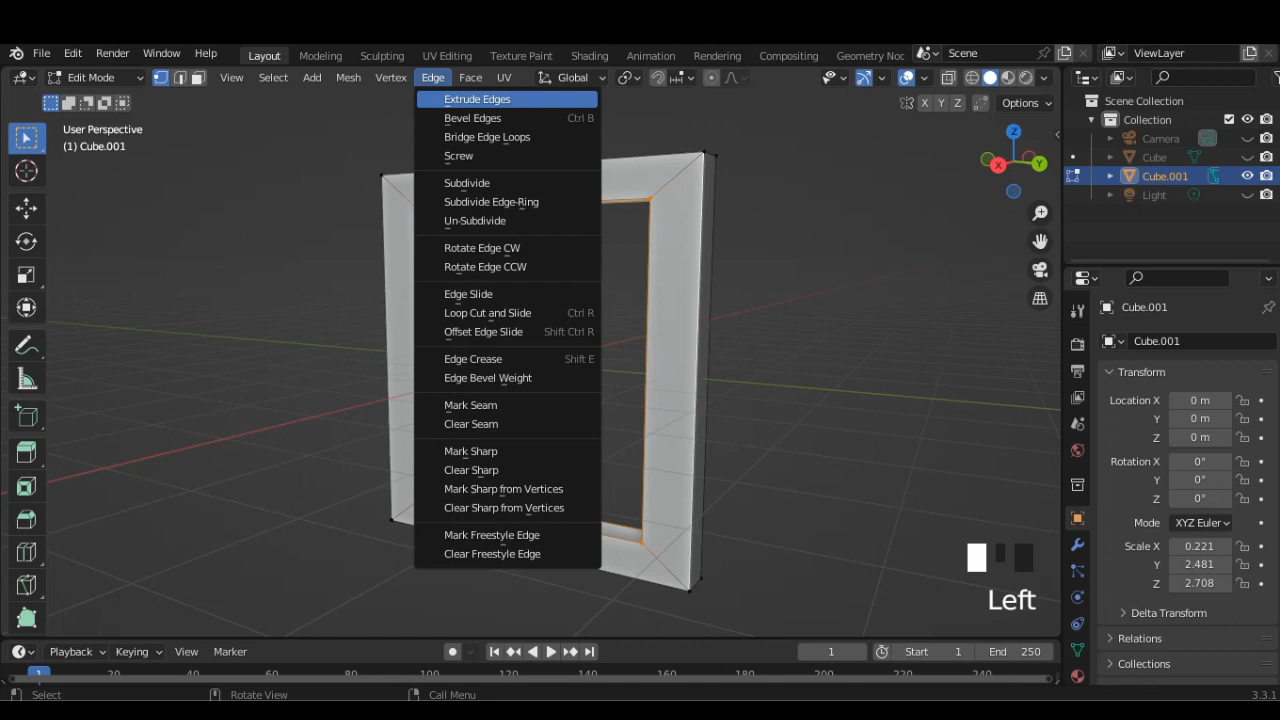 File Edit Render Window Help Layout Modeling Sculpting UV Editing Texture Paint Shading Animation Rendering Compositing Geometry Noc Scene ViewLayer
Edit Mode View Select Add Mesh Vertex Edge Face UV Global
X Y Z Options
User Perspective
(1) Cube.001
Extrude Edges
Bevel Edges Ctrl B
Bridge Edge Loops
Screw
Subdivide
Subdivide Edge-Ring
Un-Subdivide
Rotate Edge CW
Rotate Edge CCW
Edge Slide
Loop Cut and Slide Ctrl R
Offset Edge Slide Shift Ctrl R
Edge Crease Shift E
Edge Bevel Weight
Mark Seam
Clear Seam
Mark Sharp
Clear Sharp
Mark Sharp from Vertices
Clear Sharp from Vertices
Mark Freestyle Edge
Clear Freestyle Edge
Z
X Y
Left
Scene Collection
Collection
Camera
Cube
Cube.001
Light
Cube.001
Cube.001
Transform
Location X 0 m
Y 0 m
Z 0 m
Rotation X 0°
Y 0°
Z 0°
Mode XYZ Euler
Scale X 0.221
Y 2.481
Z 2.708
Delta Transform
Relations
Collections
Playback Keying View Marker 1 Start 1 End 250
1 20 40 60 80 100 120 140 160 180 200 220 240
Select Rotate View Call Menu 3.3.1